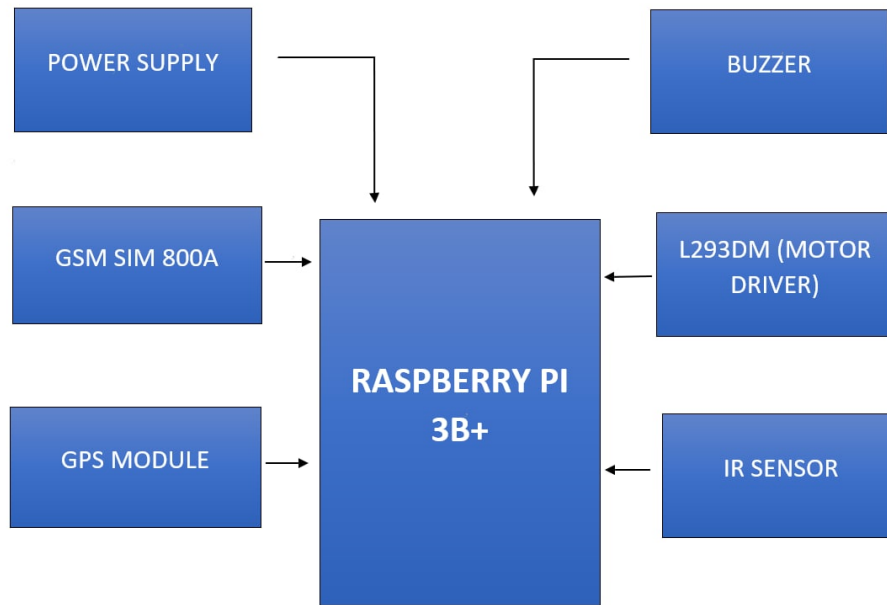 POWER SUPPLY
BUZZER
GSM SIM 800A
L293DM (MOTOR
DRIVER)
RASPBERRY PI
3B+
GPS MODULE
IR SENSOR